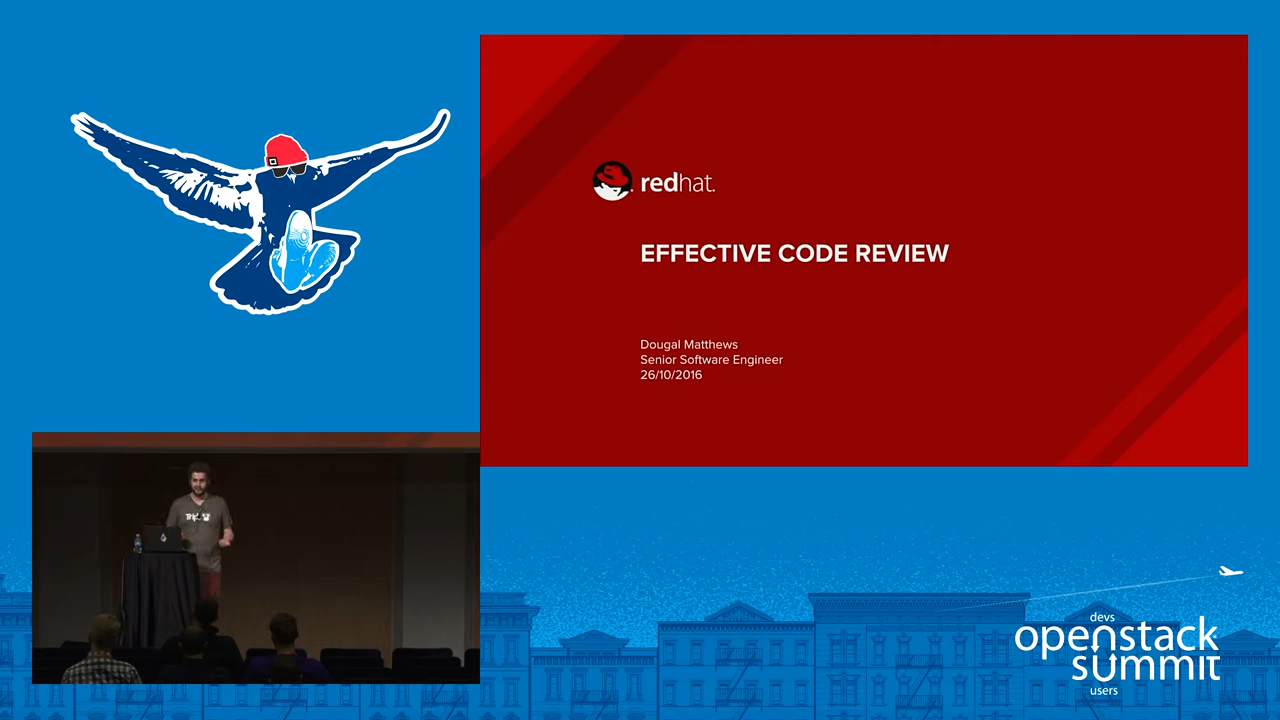 redhat.
EFFECTIVE CODE REVIEW
Dougal Matthews
Senior Software Engineer
26/10/2016
devs
openstack
summit
users